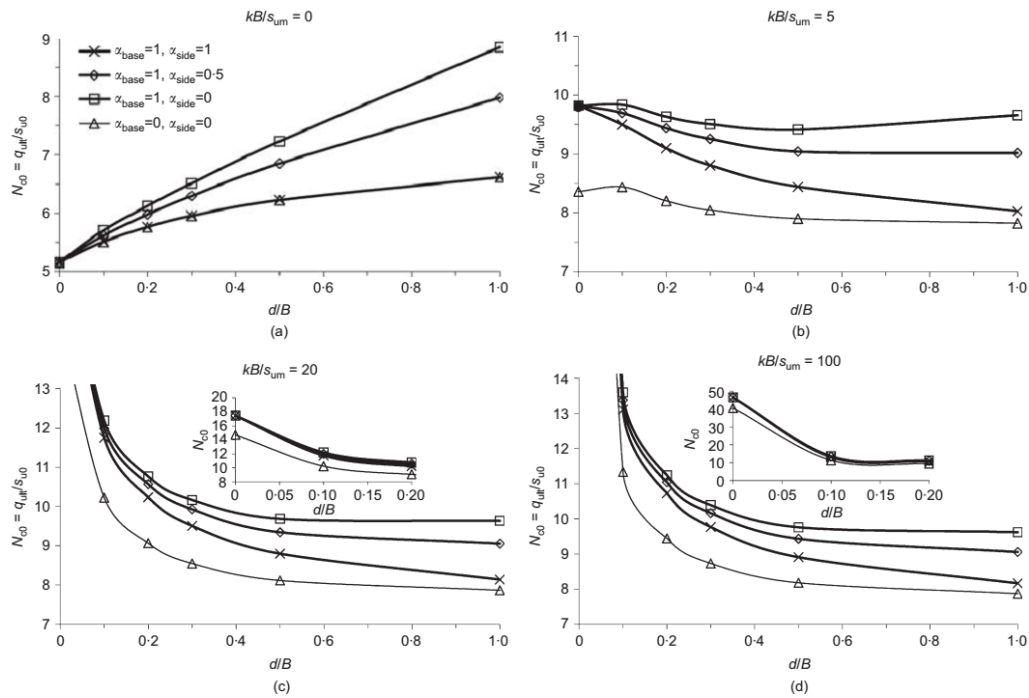 kB/sum = 0
9
8
7
6
5
Nc0 = qult/su0
αbase=1, αside=1
αbase=1, αside=0·5
αbase=1, αside=0
αbase=0, αside=0
0 0·2 0·4 0·6 0·8 1·0
d/B
(a)
kB/sum = 5
11
10
9
8
7
Nc0 = qult/su0
0 0·2 0·4 0·6 0·8 1·0
d/B
(b)
kB/sum = 20
13
12
11
10
9
8
7
Nc0 = qult/su0
20
18
16
14
12
10
8
Nc0
0 0·05 0·10 0·15 0·20
d/B
0 0·2 0·4 0·6 0·8 1·0
d/B
(c)
kB/sum = 100
14
13
12
11
10
9
8
7
Nc0 = qult/su0
50
40
30
20
10
0
Nc0
0 0·05 0·10 0·15 0·20
d/B
0 0·2 0·4 0·6 0·8 1·0
d/B
(d)